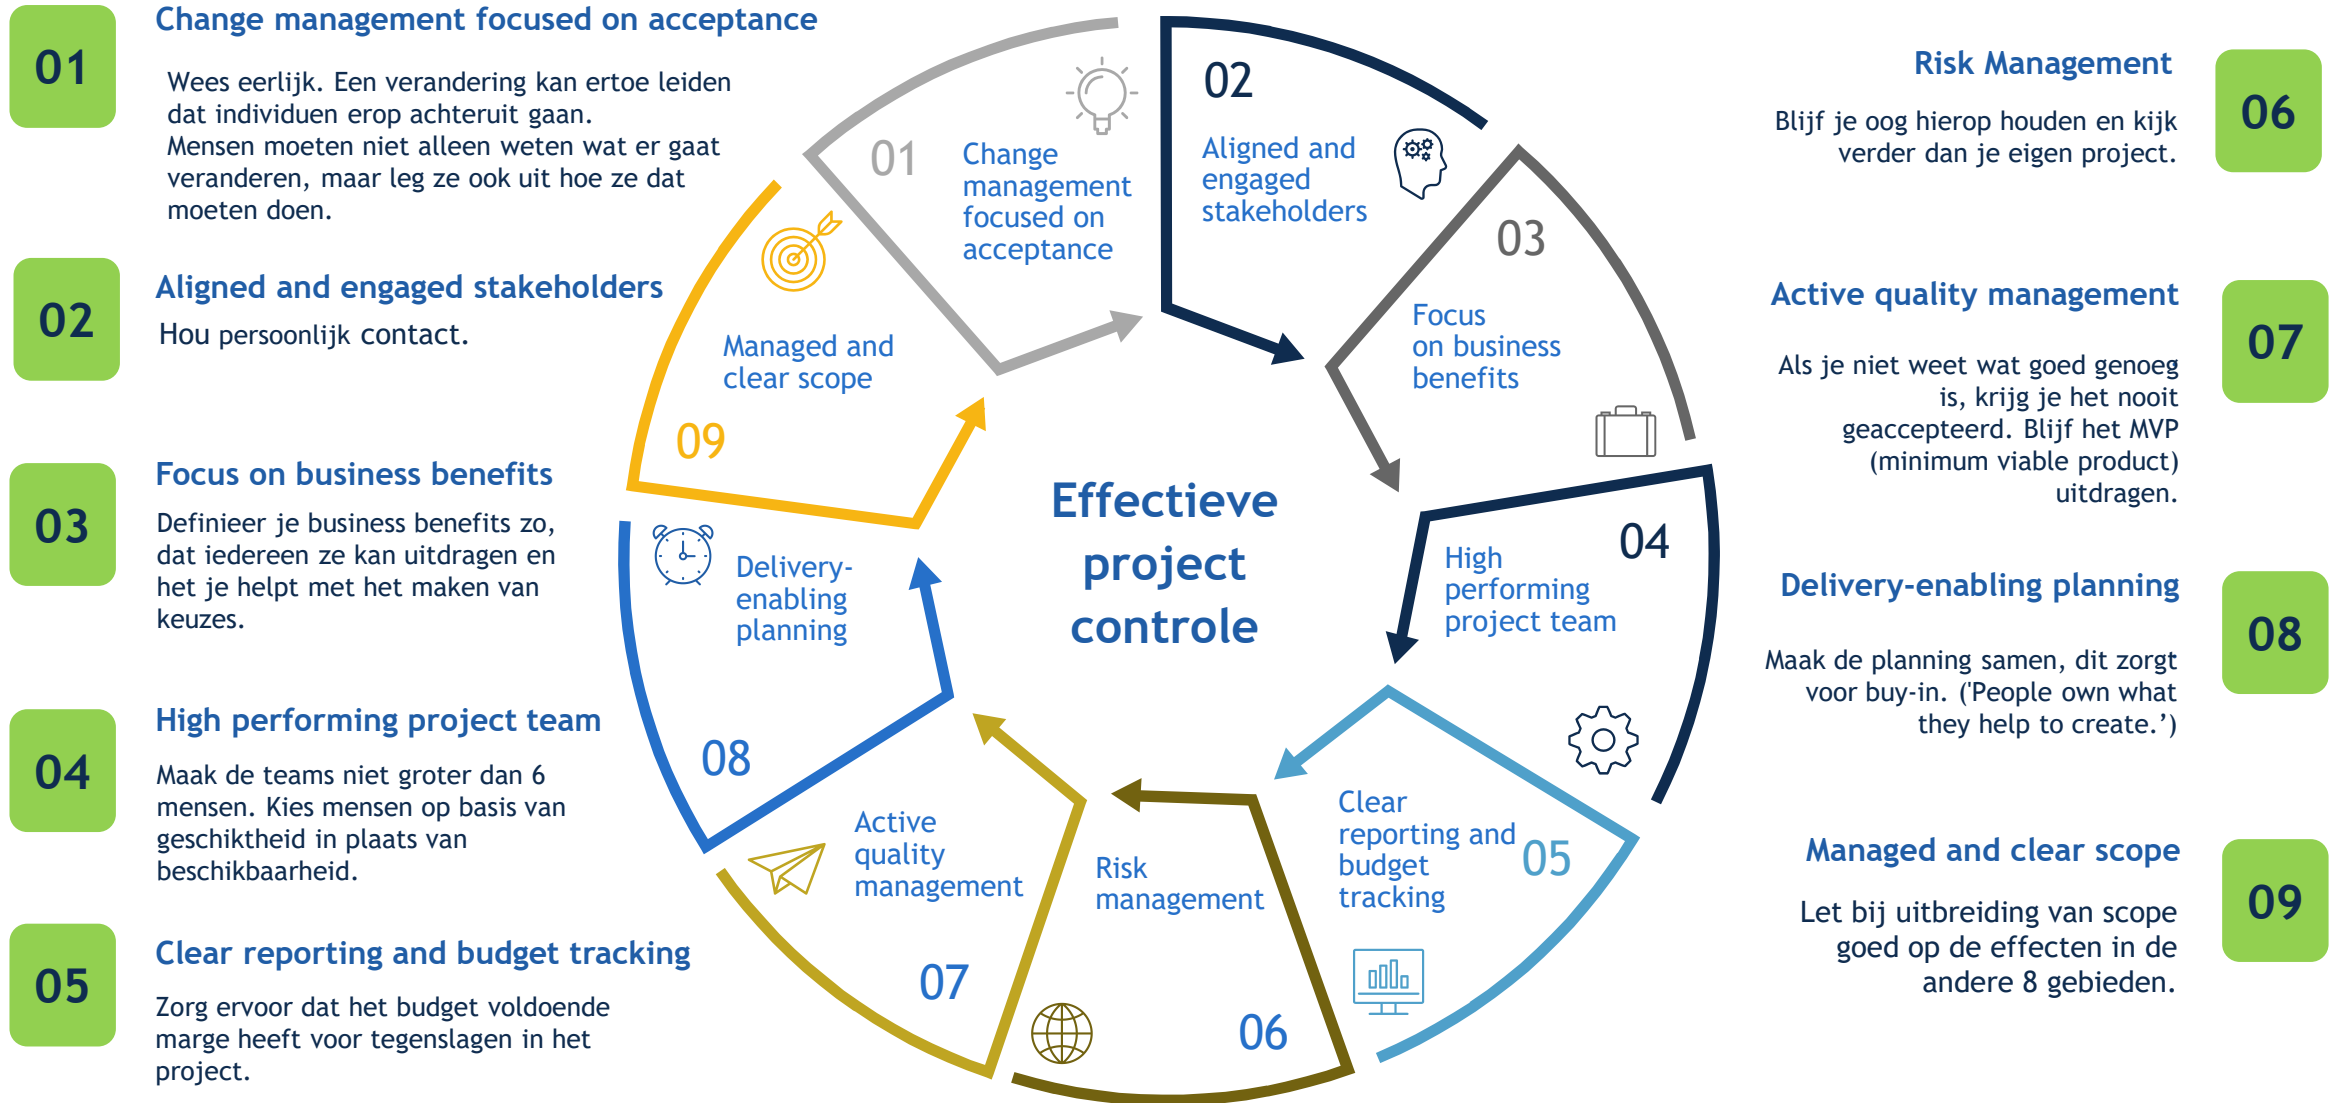 01
Change management focused on acceptance
Wees eerlijk. Een verandering kan ertoe leiden
dat individuen erop achteruit gaan.
Mensen moeten niet alleen weten wat er gaat
veranderen, maar leg ze ook uit hoe ze dat
moeten doen.
02
Aligned and engaged stakeholders
Hou persoonlijk contact.
03
Focus on business benefits
Definieer je business benefits zo,
dat iedereen ze kan uitdragen en
het je helpt met het maken van
keuzes.
04
High performing project team
Maak de teams niet groter dan 6
mensen. Kies mensen op basis van
geschiktheid in plaats van
beschikbaarheid.
05
Clear reporting and budget tracking
Zorg ervoor dat het budget voldoende
marge heeft voor tegenslagen in het
project.
01
Change
management
focused on
acceptance
02
Aligned and
engaged
stakeholders
03
Focus
on business
benefits
04
High
performing
project team
05
Clear
reporting and
budget
tracking
06
Risk
management
07
Active
quality
management
08
Delivery-
enabling
planning
09
Managed and
clear scope
Effectieve
project
controle
Risk Management
06
Blijf je oog hierop houden en kijk
verder dan je eigen project.
Active quality management
07
Als je niet weet wat goed genoeg
is, krijg je het nooit
geaccepteerd. Blijf het MVP
(minimum viable product)
uitdragen.
Delivery-enabling planning
08
Maak de planning samen, dit zorgt
voor buy-in. ('People own what
they help to create.’)
Managed and clear scope
09
Let bij uitbreiding van scope
goed op de effecten in de
andere 8 gebieden.